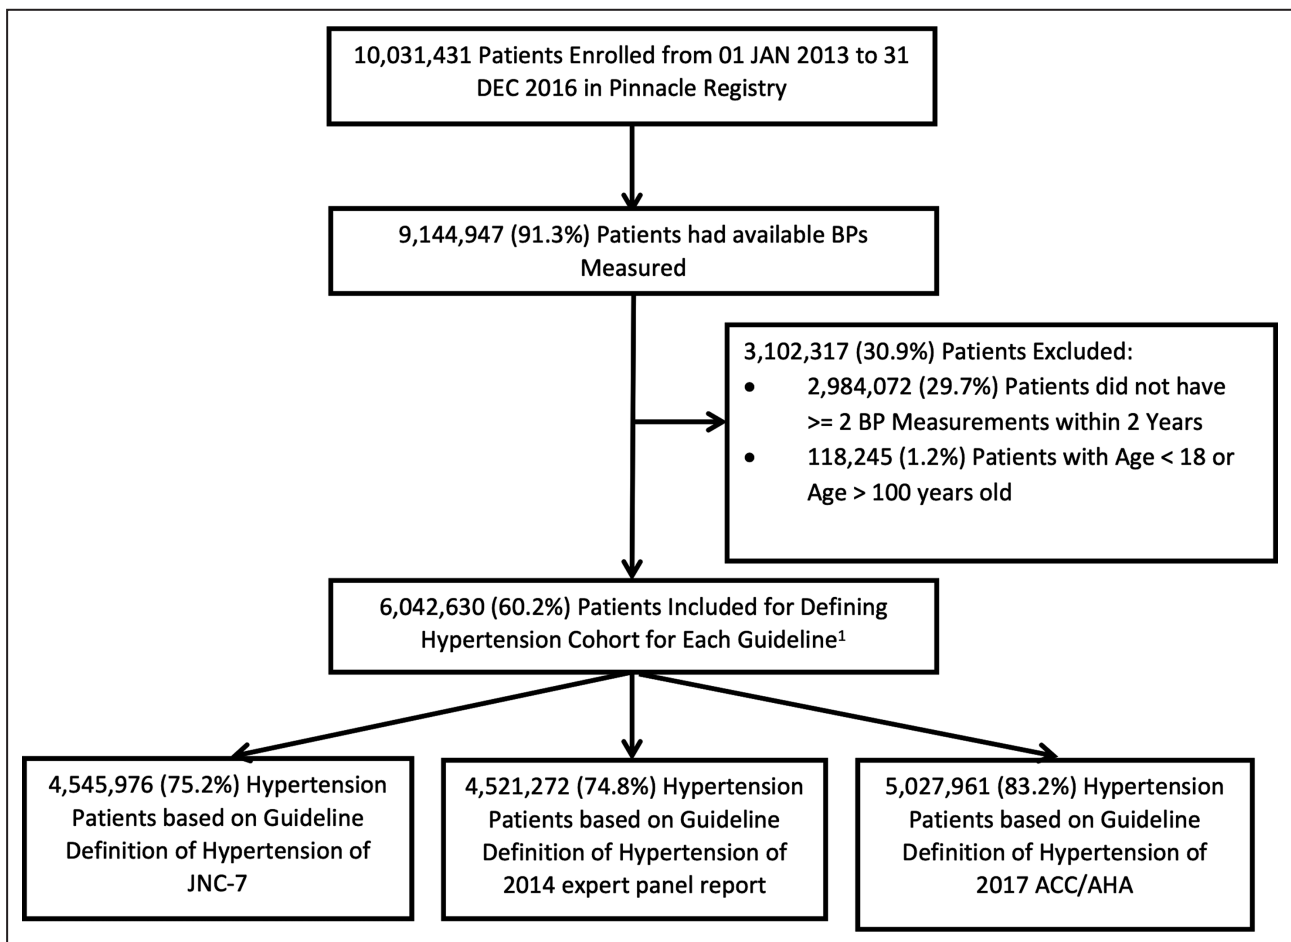 10,031,431 Patients Enrolled from 01 JAN 2013 to 31
DEC 2016 in Pinnacle Registry
9,144,947 (91.3%) Patients had available BPs
Measured
3,102,317 (30.9%) Patients Excluded:
• 2,984,072 (29.7%) Patients did not have
>= 2 BP Measurements within 2 Years
• 118,245 (1.2%) Patients with Age < 18 or
Age > 100 years old
6,042,630 (60.2%) Patients Included for Defining
Hypertension Cohort for Each Guideline¹
4,545,976 (75.2%) Hypertension
Patients based on Guideline
Definition of Hypertension of
JNC-7
4,521,272 (74.8%) Hypertension
Patients based on Guideline
Definition of Hypertension of
2014 expert panel report
5,027,961 (83.2%) Hypertension
Patients based on Guideline
Definition of Hypertension of
2017 ACC/AHA